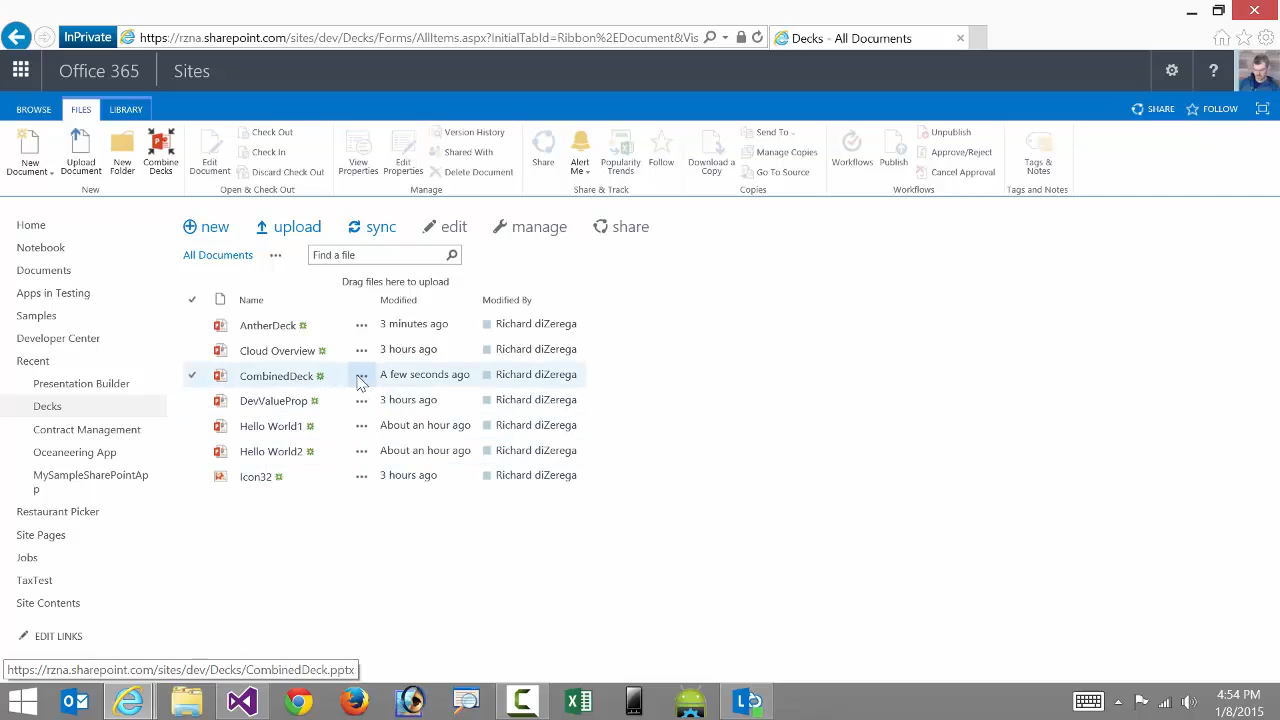 InPrivate
https://rzna.sharepoint.com/sites/dev/Decks/Forms/AllItems.aspx?InitialTabId=Ribbon%2EDocument&Vis
Decks - All Documents
Office 365
Sites
?
BROWSE
FILES
LIBRARY
SHARE
FOLLOW
New Document
Upload Document
New Folder
Combine Decks
New
Edit Document
Check Out
Check In
Discard Check Out
Open & Check Out
View Properties
Edit Properties
Version History
Shared With
Delete Document
Manage
Share
Alert Me
Popularity Trends
Follow
Share & Track
Download a Copy
Send To
Manage Copies
Go To Source
Copies
Workflows
Publish
Unpublish
Approve/Reject
Cancel Approval
Workflows
Tags & Notes
Tags and Notes
Home
Notebook
Documents
Apps in Testing
Samples
Developer Center
Recent
Presentation Builder
Decks
Contract Management
Oceaneering App
MySampleSharePointAp
p
Restaurant Picker
Site Pages
Jobs
TaxTest
Site Contents
EDIT LINKS
new
upload
sync
edit
manage
share
All Documents
...
Find a file
Drag files here to upload
Name Modified Modified By
AntherDeck ... 3 minutes ago Richard diZerega
Cloud Overview ... 3 hours ago Richard diZerega
CombinedDeck ... A few seconds ago Richard diZerega
DevValueProp ... 3 hours ago Richard diZerega
Hello World1 ... About an hour ago Richard diZerega
Hello World2 ... About an hour ago Richard diZerega
Icon32 ... 3 hours ago Richard diZerega
https://rzna.sharepoint.com/sites/dev/Decks/CombinedDeck.pptx
4:54 PM
1/8/2015